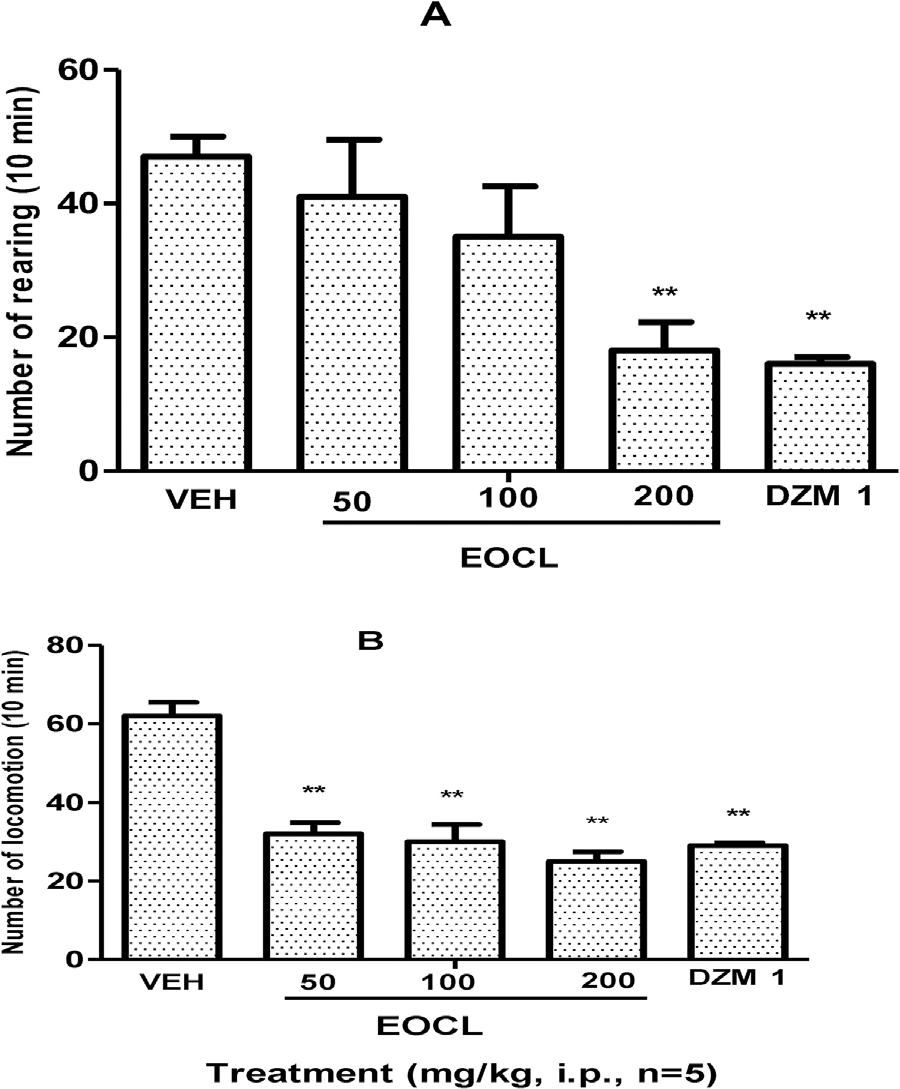 A
Number of rearing (10 min)
60
40
20
0
**
**
VEH
50
100
200
DZM 1
EOCL
B
Number of locomotion (10 min)
80
60
40
20
0
**
**
**
**
VEH
50
100
200
DZM 1
EOCL
Treatment (mg/kg, i.p., n=5)